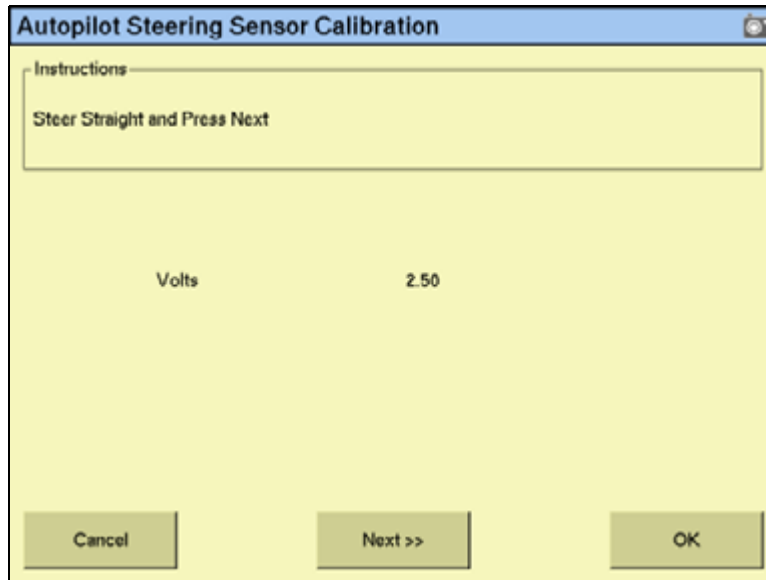 Autopilot Steering Sensor Calibration
Instructions
Steer Straight and Press Next
Volts 2.50
Cancel Next >> OK